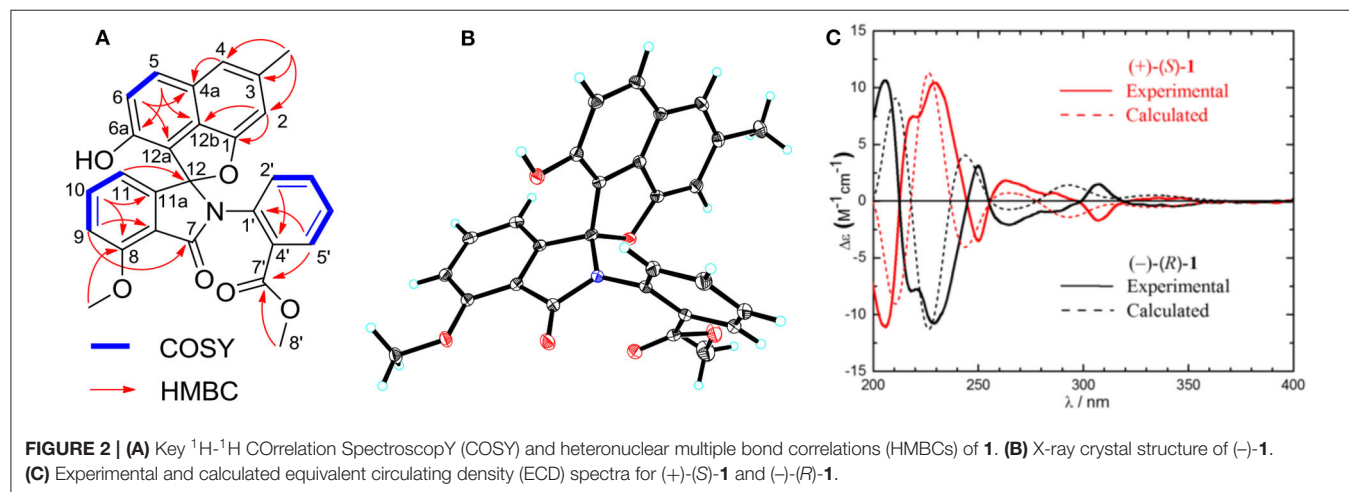 A
B
C
4
5
4a
3
6
2
6a
12b
1
12a
HO
12
O
2'
11
10
11a
N
1'
9
7
4'
5'
8
O
7'
O
O
O
8'
COSY
HMBC
15
10
5
0
-5
-10
-15
Δε (M⁻¹ cm⁻¹)
(+)-(S)-1
Experimental
Calculated
(−)-(R)-1
Experimental
Calculated
200 250 300 350 400
λ / nm
FIGURE 2 | (A) Key ¹H-¹H COrrelation SpectroscopY (COSY) and heteronuclear multiple bond correlations (HMBCs) of 1. (B) X-ray crystal structure of (–)-1.
(C) Experimental and calculated equivalent circulating density (ECD) spectra for (+)-(S)-1 and (–)-(R)-1.